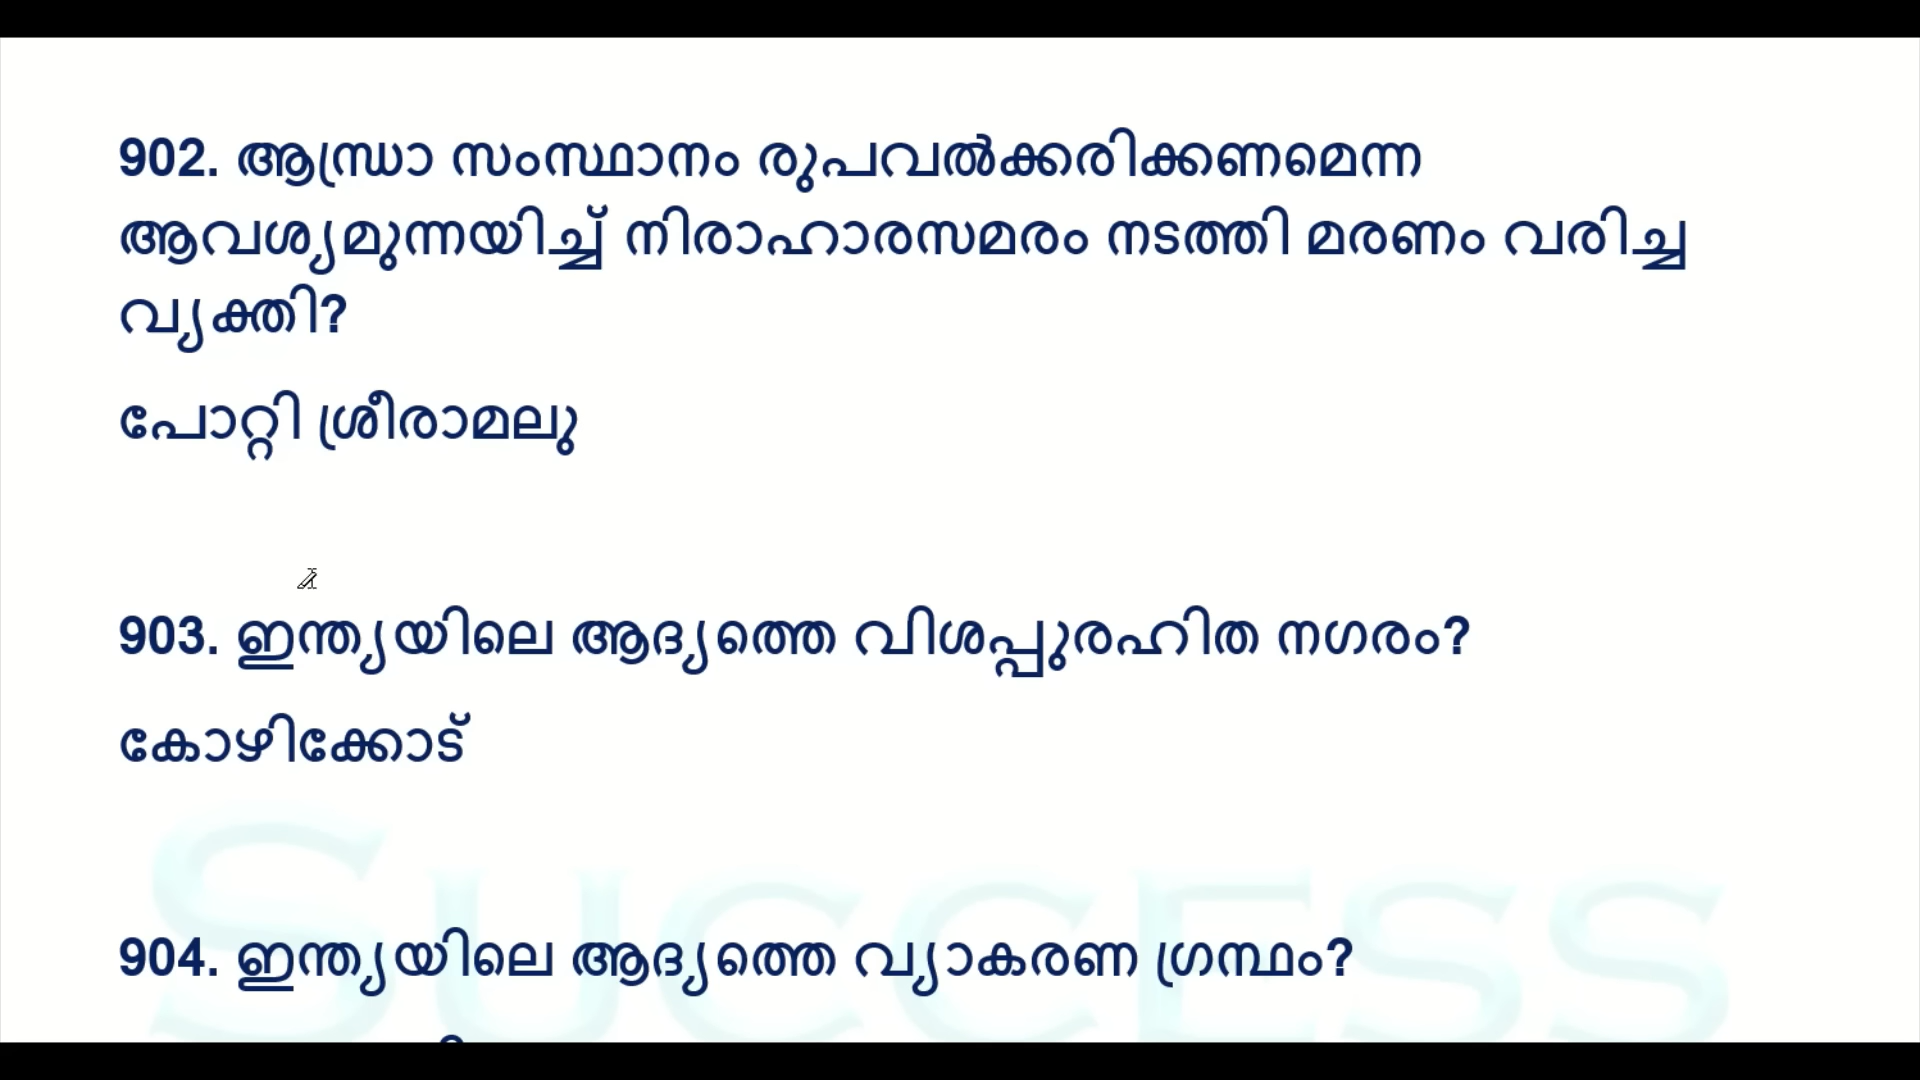 902. ആന്ധ്രാ സംസ്ഥാനം രുപവൽക്കരിക്കണമെന്ന
ആവശ്യമുന്നയിച്ച് നിരാഹാരസമരം നടത്തി മരണം വരിച്ച
വ്യക്തി?
പോറ്റി ശ്രീരാമലു
903. ഇന്ത്യയിലെ ആദ്യത്തെ വിശപ്പുരഹിത നഗരം?
കോഴിക്കോട്
SUCCESS
904. ഇന്ത്യയിലെ ആദ്യത്തെ വ്യാകരണ ഗ്രന്ഥം?